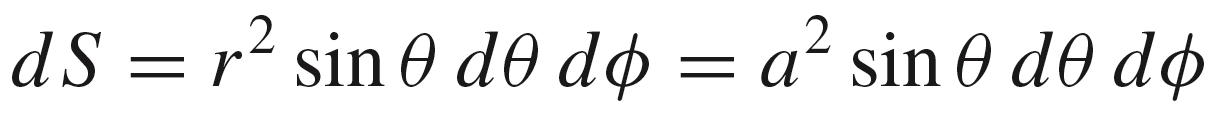 dS = r² sin θ dθ dϕ = a² sin θ dθ dϕ